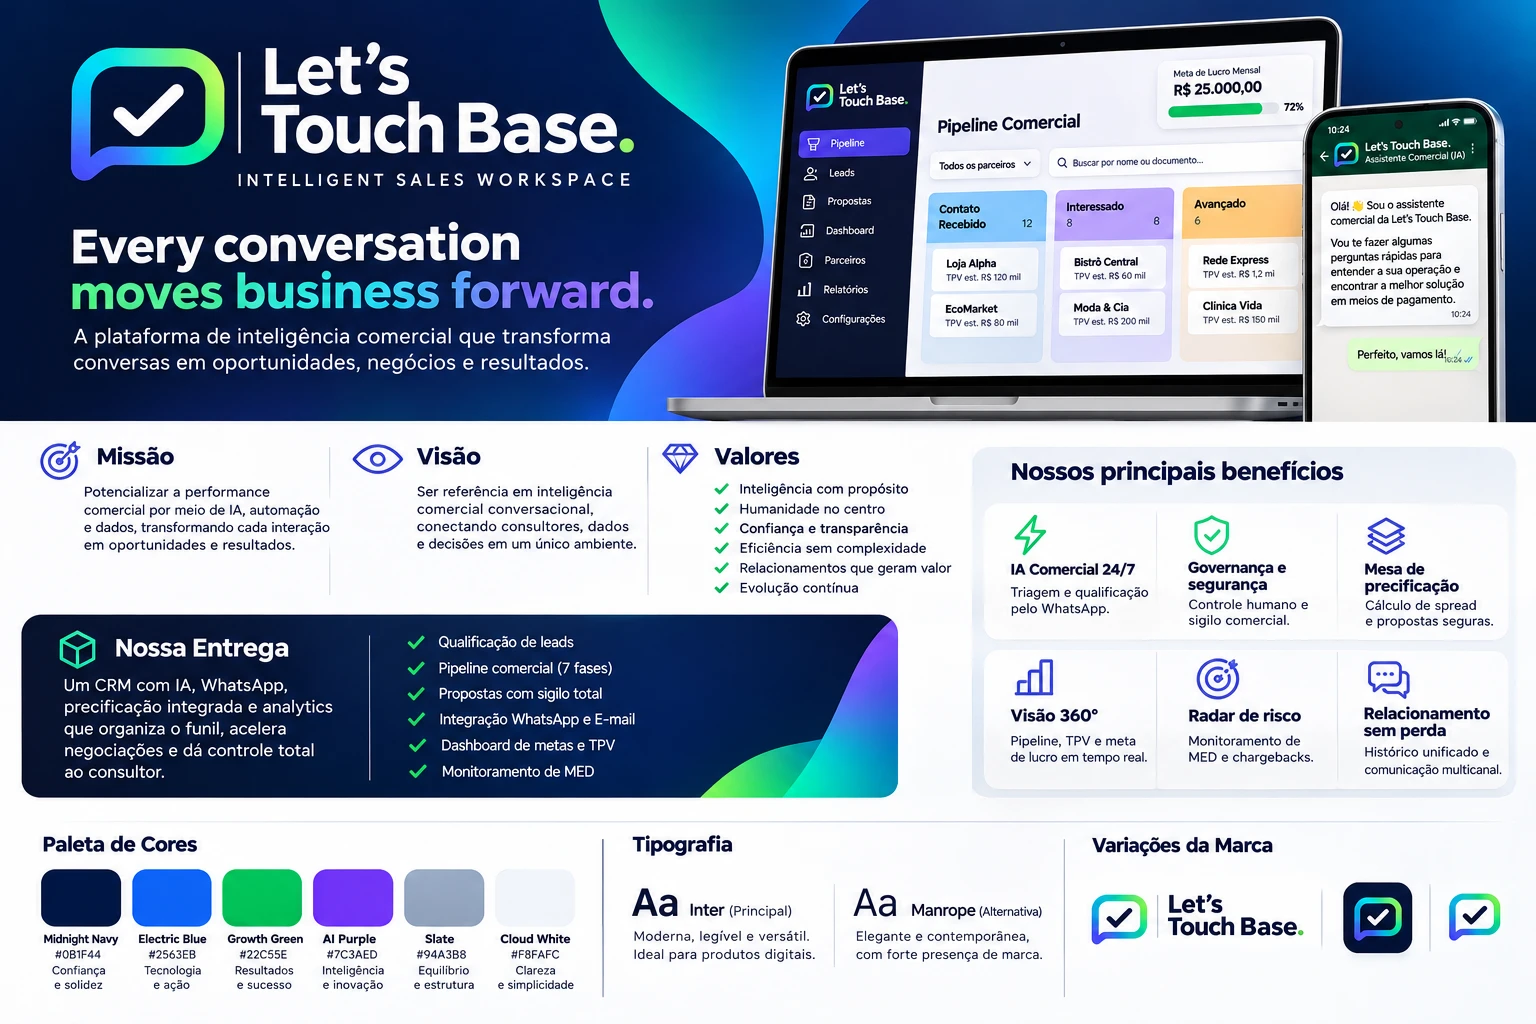 Let's
Touch Base.
INTELLIGENT SALES WORKSPACE
Every conversation
moves business forward.
A plataforma de inteligência comercial que transforma
conversas em oportunidades, negócios e resultados.
Let's
Touch Base.
Pipeline
Leads
Propostas
Dashboard
Parceiros
Relatórios
Configurações
Meta de Lucro Mensal
R$ 25.000,00
72%
Pipeline Comercial
Todos os parceiros
Buscar por nome ou documento...
Contato
Recebido 12
Loja Alpha
TPV est. R$ 120 mil
EcoMarket
TPV est. R$ 80 mil
Interessado
8 8
Bistrô Central
TPV est. R$ 60 mil
Moda & Cia
TPV est. R$ 200 mil
Avançado
6
Rede Express
TPV est. R$ 1,2 mi
Clínica Vida
TPV est. R$ 150 mil
10:24
Let's Touch Base.
Assistente Comercial (IA)
Olá! 👋 Sou o assistente
comercial da Let's Touch Base.
Vou te fazer algumas
perguntas rápidas para
entender a sua operação e
encontrar a melhor solução
em meios de pagamento.
10:24
Perfeito, vamos lá!
10:24
Missão
Potencializar a performance
comercial por meio de IA, automação
e dados, transformando cada interação
em oportunidades e resultados.
Visão
Ser referência em inteligência
comercial conversacional,
conectando consultores, dados
e decisões em um único ambiente.
Valores
Inteligência com propósito
Humanidade no centro
Confiança e transparência
Eficiência sem complexidade
Relacionamentos que geram valor
Evolução contínua
Nossos principais benefícios
IA Comercial 24/7
Triagem e qualificação
pelo WhatsApp.
Governança e
segurança
Controle humano e
sigilo comercial.
Mesa de
precificação
Cálculo de spread
e propostas seguras.
Visão 360°
Pipeline, TPV e meta
de lucro em tempo real.
Radar de risco
Monitoramento de
MED e chargebacks.
Relacionamento
sem perda
Histórico unificado e
comunicação multicanal.
Nossa Entrega
Um CRM com IA, WhatsApp,
precificação integrada e analytics
que organiza o funil, acelera
negociações e dá controle total
ao consultor.
Qualificação de leads
Pipeline comercial (7 fases)
Propostas com sigilo total
Integração WhatsApp e E-mail
Dashboard de metas e TPV
Monitoramento de MED
Paleta de Cores
Midnight Navy
#0B1F44
Confiança
e solidez
Electric Blue
#2563EB
Tecnologia
e ação
Growth Green
#22C55E
Resultados
e sucesso
AI Purple
#7C3AED
Inteligência
e inovação
Slate
#94A3B8
Equilíbrio
e estrutura
Cloud White
#F8FAFC
Clareza
e simplicidade
Tipografia
Aa Inter (Principal)
Moderna, legível e versátil.
Ideal para produtos digitais.
Aa Manrope (Alternativa)
Elegante e contemporânea,
com forte presença de marca.
Variações da Marca
Let's
Touch Base.